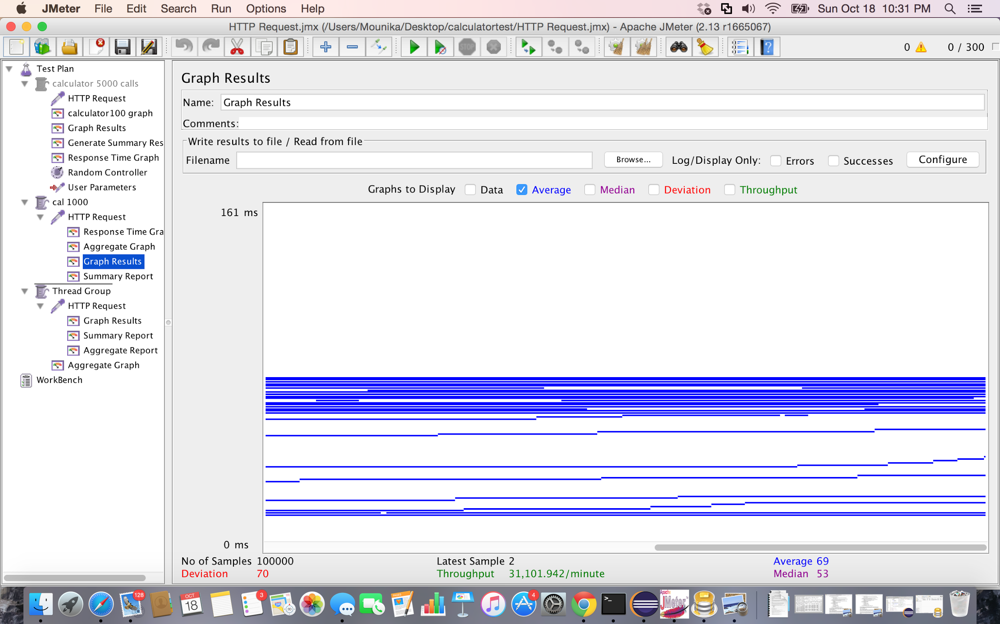 JMeter File Edit Search Run Options Help Sun Oct 18 10:31 PM
HTTP Request.jmx (/Users/Mounika/Desktop/calculatortest/HTTP Request.jmx) - Apache JMeter (2.13 r1665067)
STOP ? 0 0 / 300
Test Plan
calculator 5000 calls
HTTP Request
calculator100 graph
Graph Results
Generate Summary Res
Response Time Graph
Random Controller
User Parameters
cal 1000
HTTP Request
Response Time Gra
Aggregate Graph
Graph Results
Summary Report
Thread Group
HTTP Request
Graph Results
Summary Report
Aggregate Report
Aggregate Graph
WorkBench
Graph Results
Name: Graph Results
Comments:
Write results to file / Read from file
Filename Browse... Log/Display Only: Errors Successes Configure
Graphs to Display Data Average Median Deviation Throughput
161 ms
0 ms
No of Samples 100000 Latest Sample 2 Average 69
Deviation 70 Throughput 31,101.942/minute Median 53
128 OCT 18 3 3D PAGES 4 >_ Apache JMeter